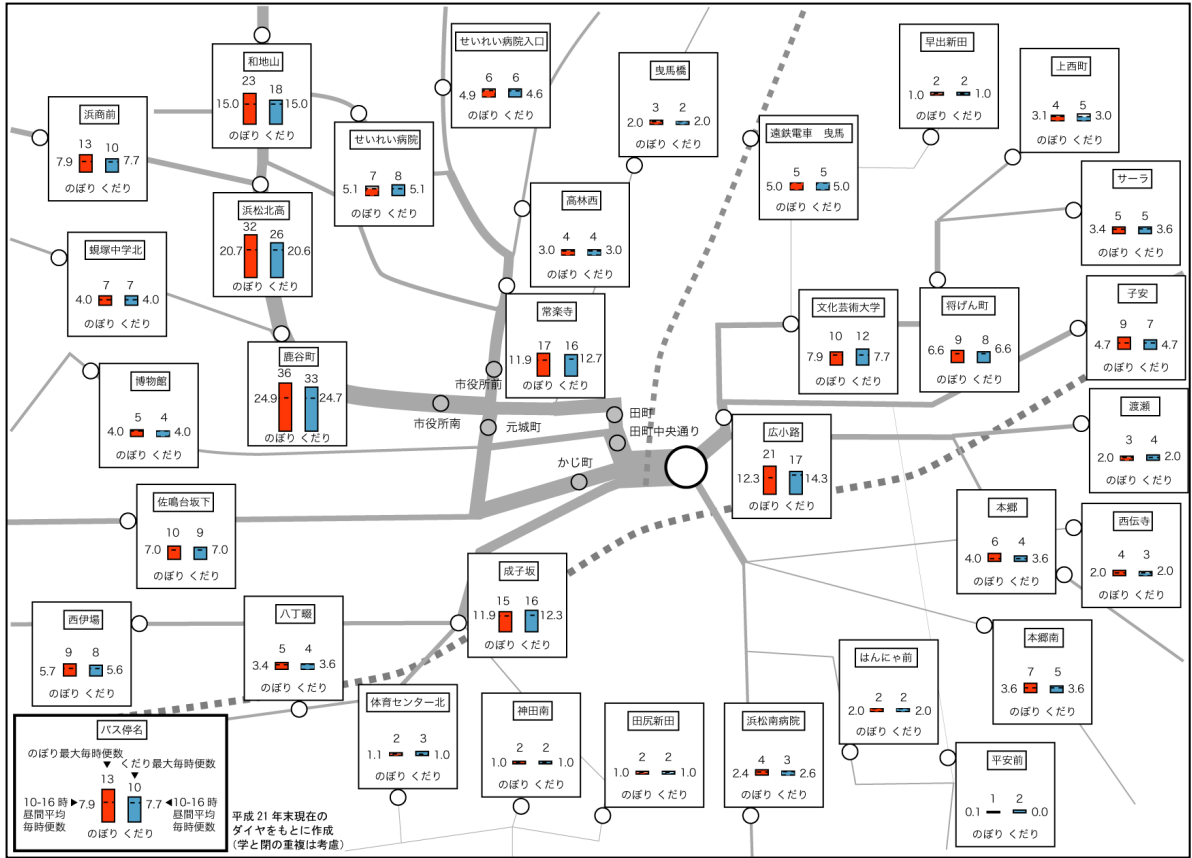 和地山
23
18
15.0
15.0
のぼり くだり
せいれい病院入口
6
6
4.9
4.6
のぼり くだり
曳馬橋
3
2
2.0
2.0
のぼり くだり
早出新田
2
2
1.0
1.0
のぼり くだり
上西町
4
5
3.1
3.0
のぼり くだり
浜商前
13
10
7.9
7.7
のぼり くだり
せいれい病院
7
8
5.1
5.1
のぼり くだり
遠鉄電車 曳馬
5
5
5.0
5.0
のぼり くだり
サーラ
5
5
3.4
3.6
のぼり くだり
浜松北高
32
26
20.7
20.6
のぼり くだり
高林西
4
4
3.0
3.0
のぼり くだり
蜆塚中学北
7
7
4.0
4.0
のぼり くだり
常楽寺
17
16
11.9
12.7
のぼり くだり
文化芸術大学
10
12
7.9
7.7
のぼり くだり
将げん町
9
8
6.6
6.6
のぼり くだり
子安
9
7
4.7
4.7
のぼり くだり
鹿谷町
36
33
24.9
24.7
のぼり くだり
博物館
5
4
4.0
4.0
のぼり くだり
市役所前
市役所南
元城町
田町
田町中央通り
かじ町
広小路
21
17
12.3
14.3
のぼり くだり
渡瀬
3
4
2.0
2.0
のぼり くだり
佐鳴台坂下
10
9
7.0
7.0
のぼり くだり
本郷
6
4
4.0
3.6
のぼり くだり
西伝寺
4
3
2.0
2.0
のぼり くだり
成子坂
15
16
11.9
12.3
のぼり くだり
西伊場
9
8
5.7
5.6
のぼり くだり
八丁畷
5
4
3.4
3.6
のぼり くだり
本郷南
7
5
3.6
3.6
のぼり くだり
はんにゃ前
2
2
2.0
2.0
のぼり くだり
体育センター北
2
3
1.1
1.0
のぼり くだり
神田南
2
2
1.0
1.0
のぼり くだり
田尻新田
2
2
1.0
1.0
のぼり くだり
浜松南病院
4
3
2.4
2.6
のぼり くだり
平安前
1
2
0.1
0.0
のぼり くだり
バス停名
のぼり最大毎時便数
くだり最大毎時便数
13
10
10-16時
昼間平均
毎時便数
7.9
7.7
10-16時
昼間平均
毎時便数
のぼり くだり
平成21年末現在の
ダイヤをもとに作成
(学と閉の重複は考慮)